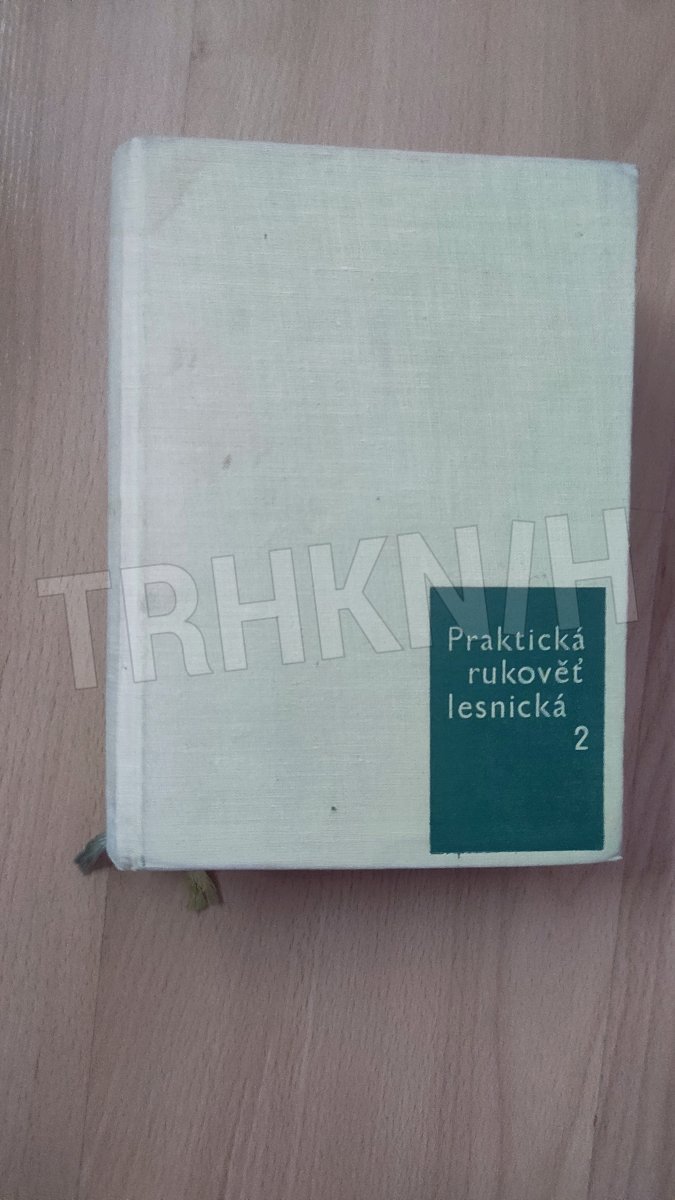 TRHKNIH
Praktická
rukověť
lesnická
2